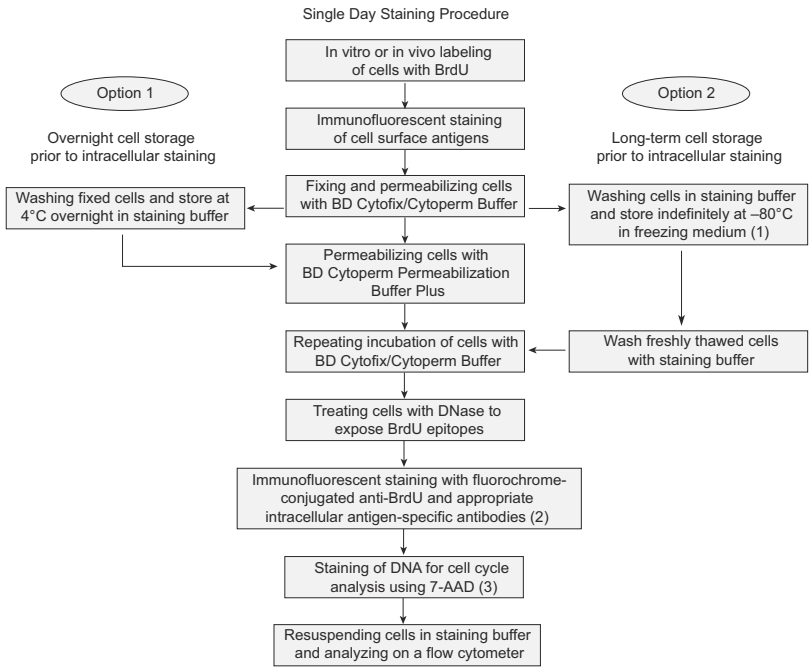 Single Day Staining Procedure
In vitro or in vivo labeling
of cells with BrdU
Option 1
Option 2
Immunofluorescent staining
of cell surface antigens
Overnight cell storage
prior to intracellular staining
Long-term cell storage
prior to intracellular staining
Fixing and permeabilizing cells
with BD Cytofix/Cytoperm Buffer
Washing fixed cells and store at
4°C overnight in staining buffer
Washing cells in staining buffer
and store indefinitely at –80°C
in freezing medium (1)
Permeabilizing cells with
BD Cytoperm Permeabilization
Buffer Plus
Repeating incubation of cells with
BD Cytofix/Cytoperm Buffer
Wash freshly thawed cells
with staining buffer
Treating cells with DNase to
expose BrdU epitopes
Immunofluorescent staining with fluorochrome-
conjugated anti-BrdU and appropriate
intracellular antigen-specific antibodies (2)
Staining of DNA for cell cycle
analysis using 7-AAD (3)
Resuspending cells in staining buffer
and analyzing on a flow cytometer